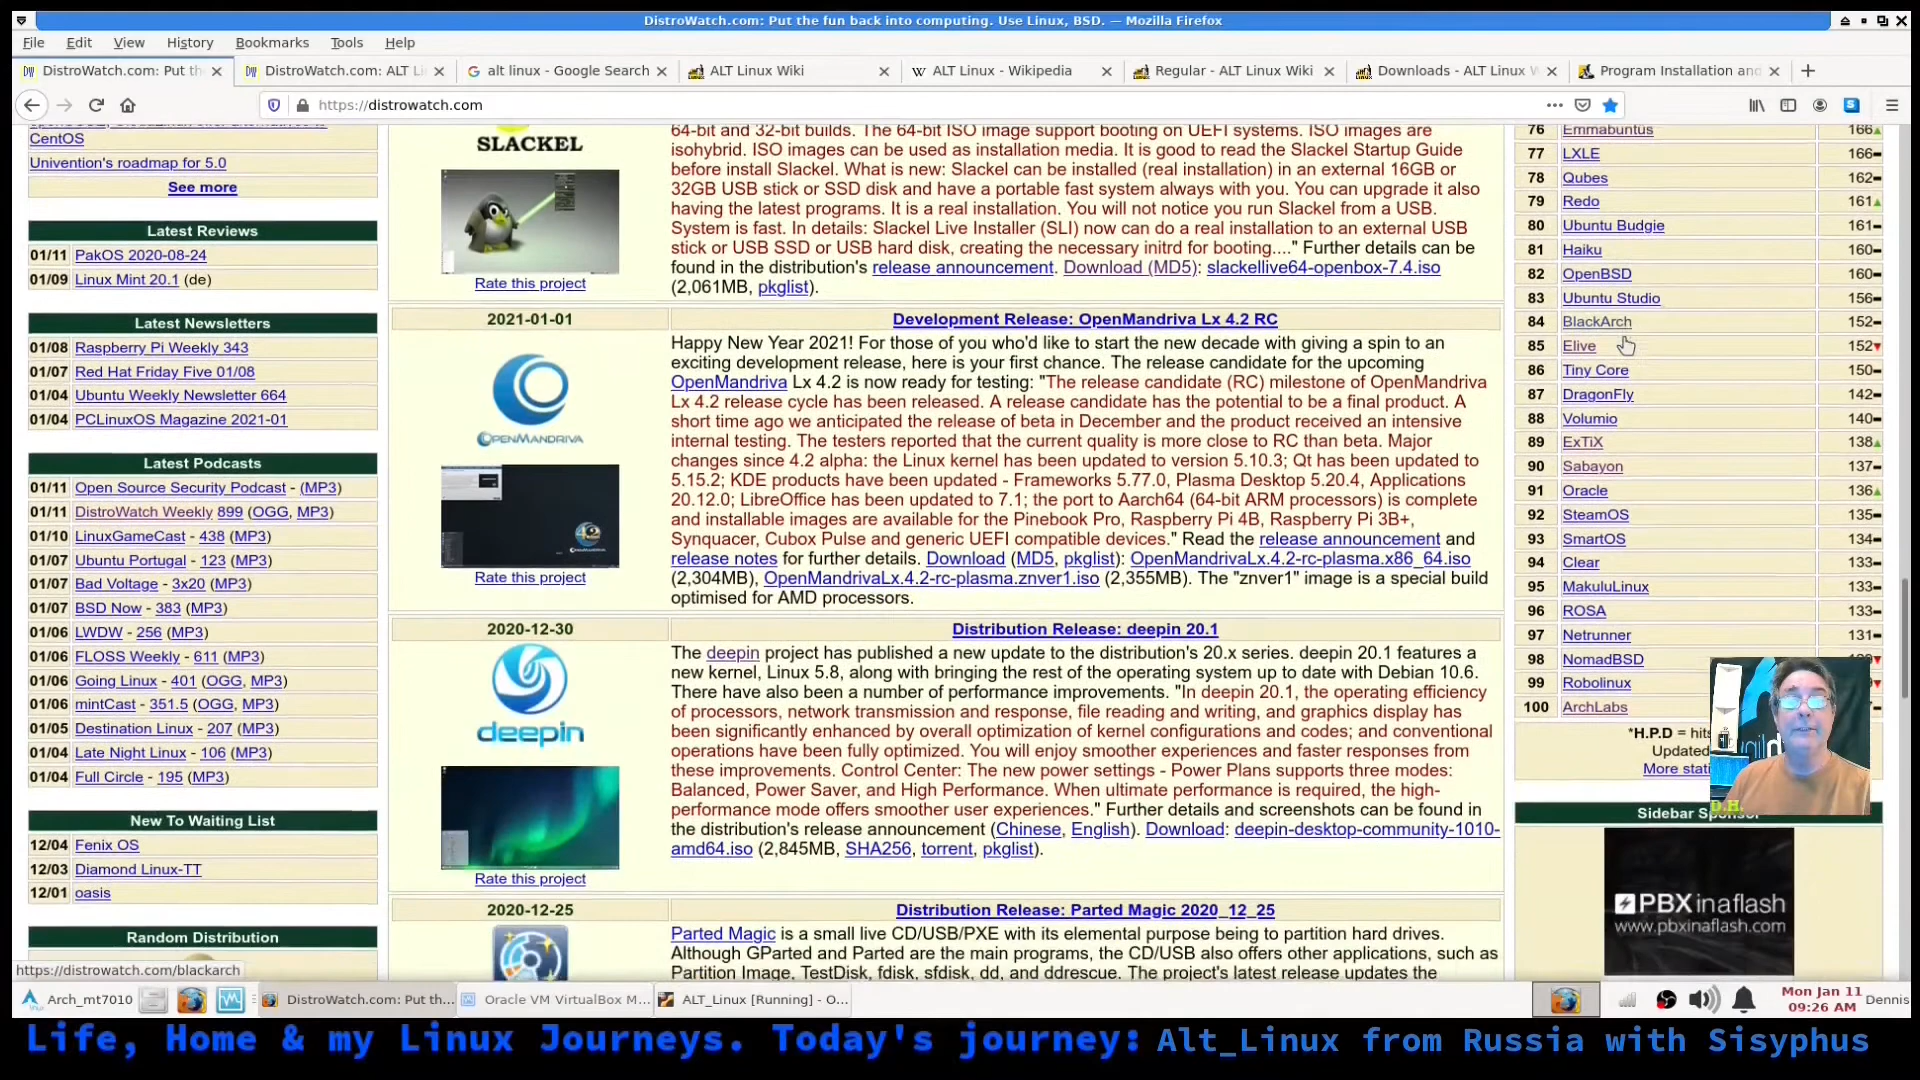 DistroWatch.com: Put the fun back into computing. Use Linux, BSD. — Mozilla Firefox
File Edit View History Bookmarks Tools Help
DistroWatch.com: Put the
DistroWatch.com: ALT Li
alt linux - Google Search
ALT Linux Wiki
ALT Linux - Wikipedia
Regular - ALT Linux Wiki
Downloads - ALT Linux W
Program Installation and
https://distrowatch.com
CentOS
Univention's roadmap for 5.0
See more
Latest Reviews
01/11 PakOS 2020-08-24
01/09 Linux Mint 20.1 (de)
Latest Newsletters
01/08 Raspberry Pi Weekly 343
01/07 Red Hat Friday Five 01/08
01/04 Ubuntu Weekly Newsletter 664
01/04 PCLinuxOS Magazine 2021-01
Latest Podcasts
01/11 Open Source Security Podcast - (MP3)
01/11 DistroWatch Weekly 899 (OGG, MP3)
01/10 LinuxGameCast - 438 (MP3)
01/07 Ubuntu Portugal - 123 (MP3)
01/07 Bad Voltage - 3x20 (MP3)
01/07 BSD Now - 383 (MP3)
01/06 LWDW - 256 (MP3)
01/06 FLOSS Weekly - 611 (MP3)
01/06 Going Linux - 401 (OGG, MP3)
01/06 mintCast - 351.5 (OGG, MP3)
01/05 Destination Linux - 207 (MP3)
01/04 Late Night Linux - 106 (MP3)
01/04 Full Circle - 195 (MP3)
New To Waiting List
12/04 Fenix OS
12/03 Diamond Linux-TT
12/01 oasis
Random Distribution
https://distrowatch.com/blackarch
SLACKEL
Rate this project
64-bit and 32-bit builds. The 64-bit ISO image support booting on UEFI systems. ISO images are
isohybrid. ISO images can be used as installation media. It is good to read the Slackel Startup Guide
before install Slackel. What is new: Slackel can be installed (real installation) in an external 16GB or
32GB USB stick or SSD disk and have a portable fast system always with you. You can upgrade it also
having the latest programs. It is a real installation. You will not notice you run Slackel from a USB.
System is fast. In details: Slackel Live Installer (SLI) now can do a real installation to an external USB
stick or USB SSD or USB hard disk, creating the necessary initrd for booting...." Further details can be
found in the distribution's release announcement. Download (MD5): slackellive64-openbox-7.4.iso
(2,061MB, pkglist).
2021-01-01
Development Release: OpenMandriva Lx 4.2 RC
OPENMANDRIVA
Rate this project
Happy New Year 2021! For those of you who'd like to start the new decade with giving a spin to an
exciting development release, here is your first chance. The release candidate for the upcoming
OpenMandriva Lx 4.2 is now ready for testing: "The release candidate (RC) milestone of OpenMandriva
Lx 4.2 release cycle has been released. A release candidate has the potential to be a final product. A
short time ago we anticipated the release of beta in December and the product received an intensive
internal testing. The testers reported that the current quality is more close to RC than beta. Major
changes since 4.2 alpha: the Linux kernel has been updated to version 5.10.3; Qt has been updated to
5.15.2; KDE products have been updated - Frameworks 5.77.0, Plasma Desktop 5.20.4, Applications
20.12.0; LibreOffice has been updated to 7.1; the port to Aarch64 (64-bit ARM processors) is complete
and installable images are available for the Pinebook Pro, Raspberry Pi 4B, Raspberry Pi 3B+,
Synquacer, Cubox Pulse and generic UEFI compatible devices." Read the release announcement and
release notes for further details. Download (MD5, pkglist): OpenMandrivaLx.4.2-rc-plasma.x86_64.iso
(2,304MB), OpenMandrivaLx.4.2-rc-plasma.znver1.iso (2,355MB). The "znver1" image is a special build
optimised for AMD processors.
2020-12-30
Distribution Release: deepin 20.1
deepin
Rate this project
The deepin project has published a new update to the distribution's 20.x series. deepin 20.1 features a
new kernel, Linux 5.8, along with bringing the rest of the operating system up to date with Debian 10.6.
There have also been a number of performance improvements. "In deepin 20.1, the operating efficiency
of processors, network transmission and response, file reading and writing, and graphics display has
been significantly enhanced by overall optimization of kernel configurations and codes; and conventional
operations have been fully optimized. You will enjoy smoother experiences and faster responses from
these improvements. Control Center: The new power settings - Power Plans supports three modes:
Balanced, Power Saver, and High Performance. When ultimate performance is required, the high-
performance mode offers smoother user experiences." Further details and screenshots can be found in
the distribution's release announcement (Chinese, English). Download: deepin-desktop-community-1010-
amd64.iso (2,845MB, SHA256, torrent, pkglist).
2020-12-25
Distribution Release: Parted Magic 2020_12_25
Parted Magic is a small live CD/USB/PXE with its elemental purpose being to partition hard drives.
Although GParted and Parted are the main programs, the CD/USB also offers other applications, such as
Partition Image, TestDisk, fdisk, sfdisk, dd, and ddrescue. The project's latest release updates the
76 Emmabuntüs 166
77 LXLE 166
78 Qubes 162
79 Redo 161
80 Ubuntu Budgie 161
81 Haiku 160
82 OpenBSD 160
83 Ubuntu Studio 156
84 BlackArch 152
85 Elive 152
86 Tiny Core 150
87 DragonFly 142
88 Volumio 140
89 ExTiX 138
90 Sabayon 137
91 Oracle 136
92 SteamOS 135
93 SmartOS 134
94 Clear 133
95 MakuluLinux 133
96 ROSA 133
97 Netrunner 131
98 NomadBSD
99 Robolinux
100 ArchLabs
*H.P.D = hits
Updated
More stati
D.H.
Sidebar Sponsor
PBXinaflash
www.pbxinaflash.com
Arch_mt7010
DistroWatch.com: Put th...
Oracle VM VirtualBox M...
ALT_Linux [Running] - O...
Mon Jan 11
09:26 AM
Dennis
Life, Home & my Linux Journeys. Today's journey: Alt_Linux from Russia with Sisyphus